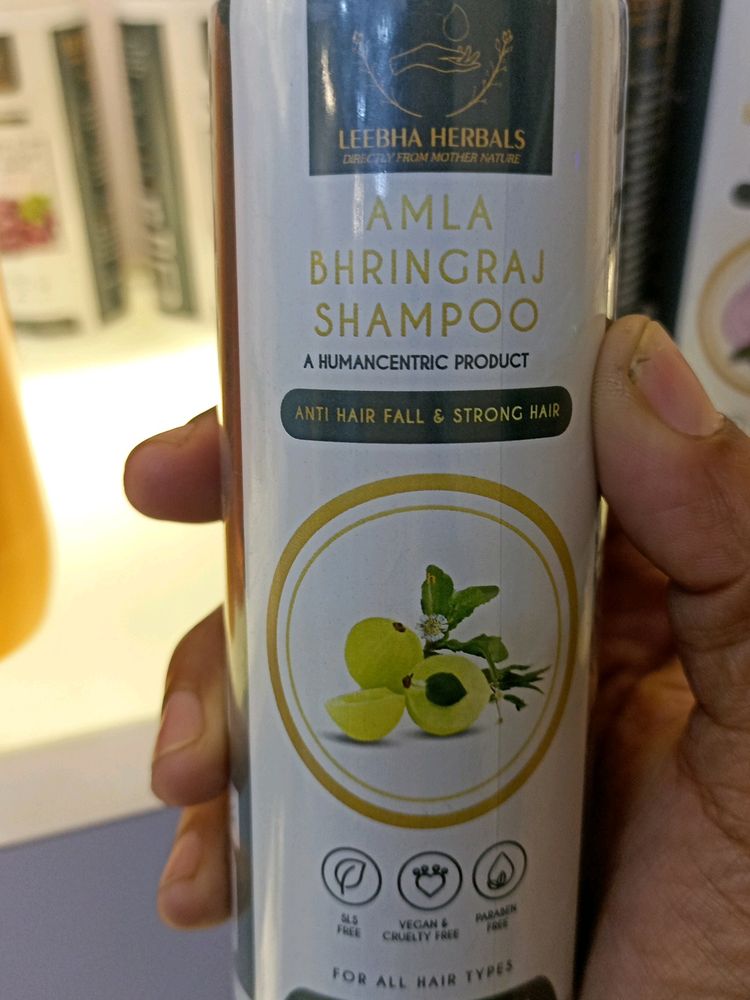 LEEBHA HERBALS
DIRECTLY FROM MOTHER NATURE
AMLA
BHRINGRAJ
SHAMPOO
A HUMANCENTRIC PRODUCT
ANTI HAIR FALL & STRONG HAIR
SLS
FREE
VEGAN &
CRUELTY FREE
PARABEN
FREE
FOR ALL HAIR TYPES